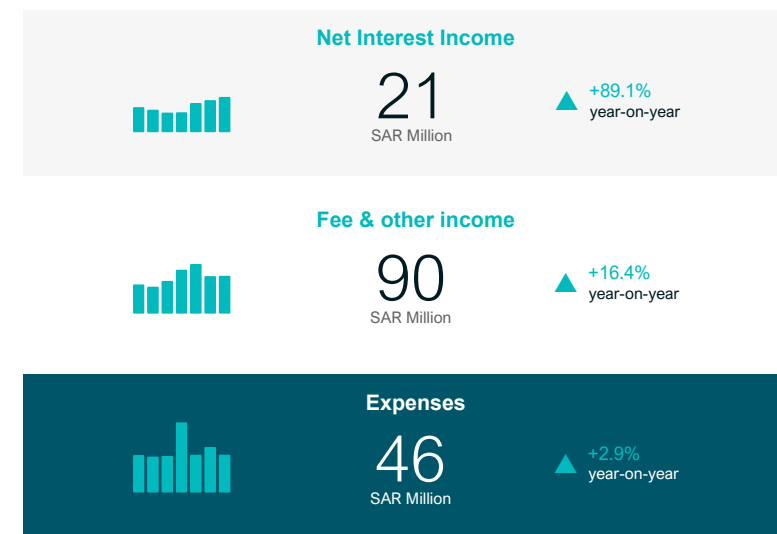 Net Interest Income
21
SAR Million
+89.1%
year-on-year
Fee & other income
90
SAR Million
+16.4%
year-on-year
Expenses
46
SAR Million
+2.9%
year-on-year